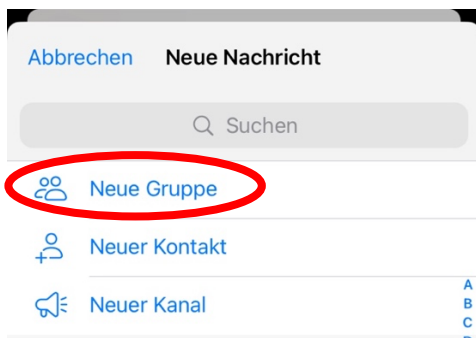 Abbrechen Neue Nachricht
Suchen
Neue Gruppe
Neuer Kontakt
Neuer Kanal
A
B
C